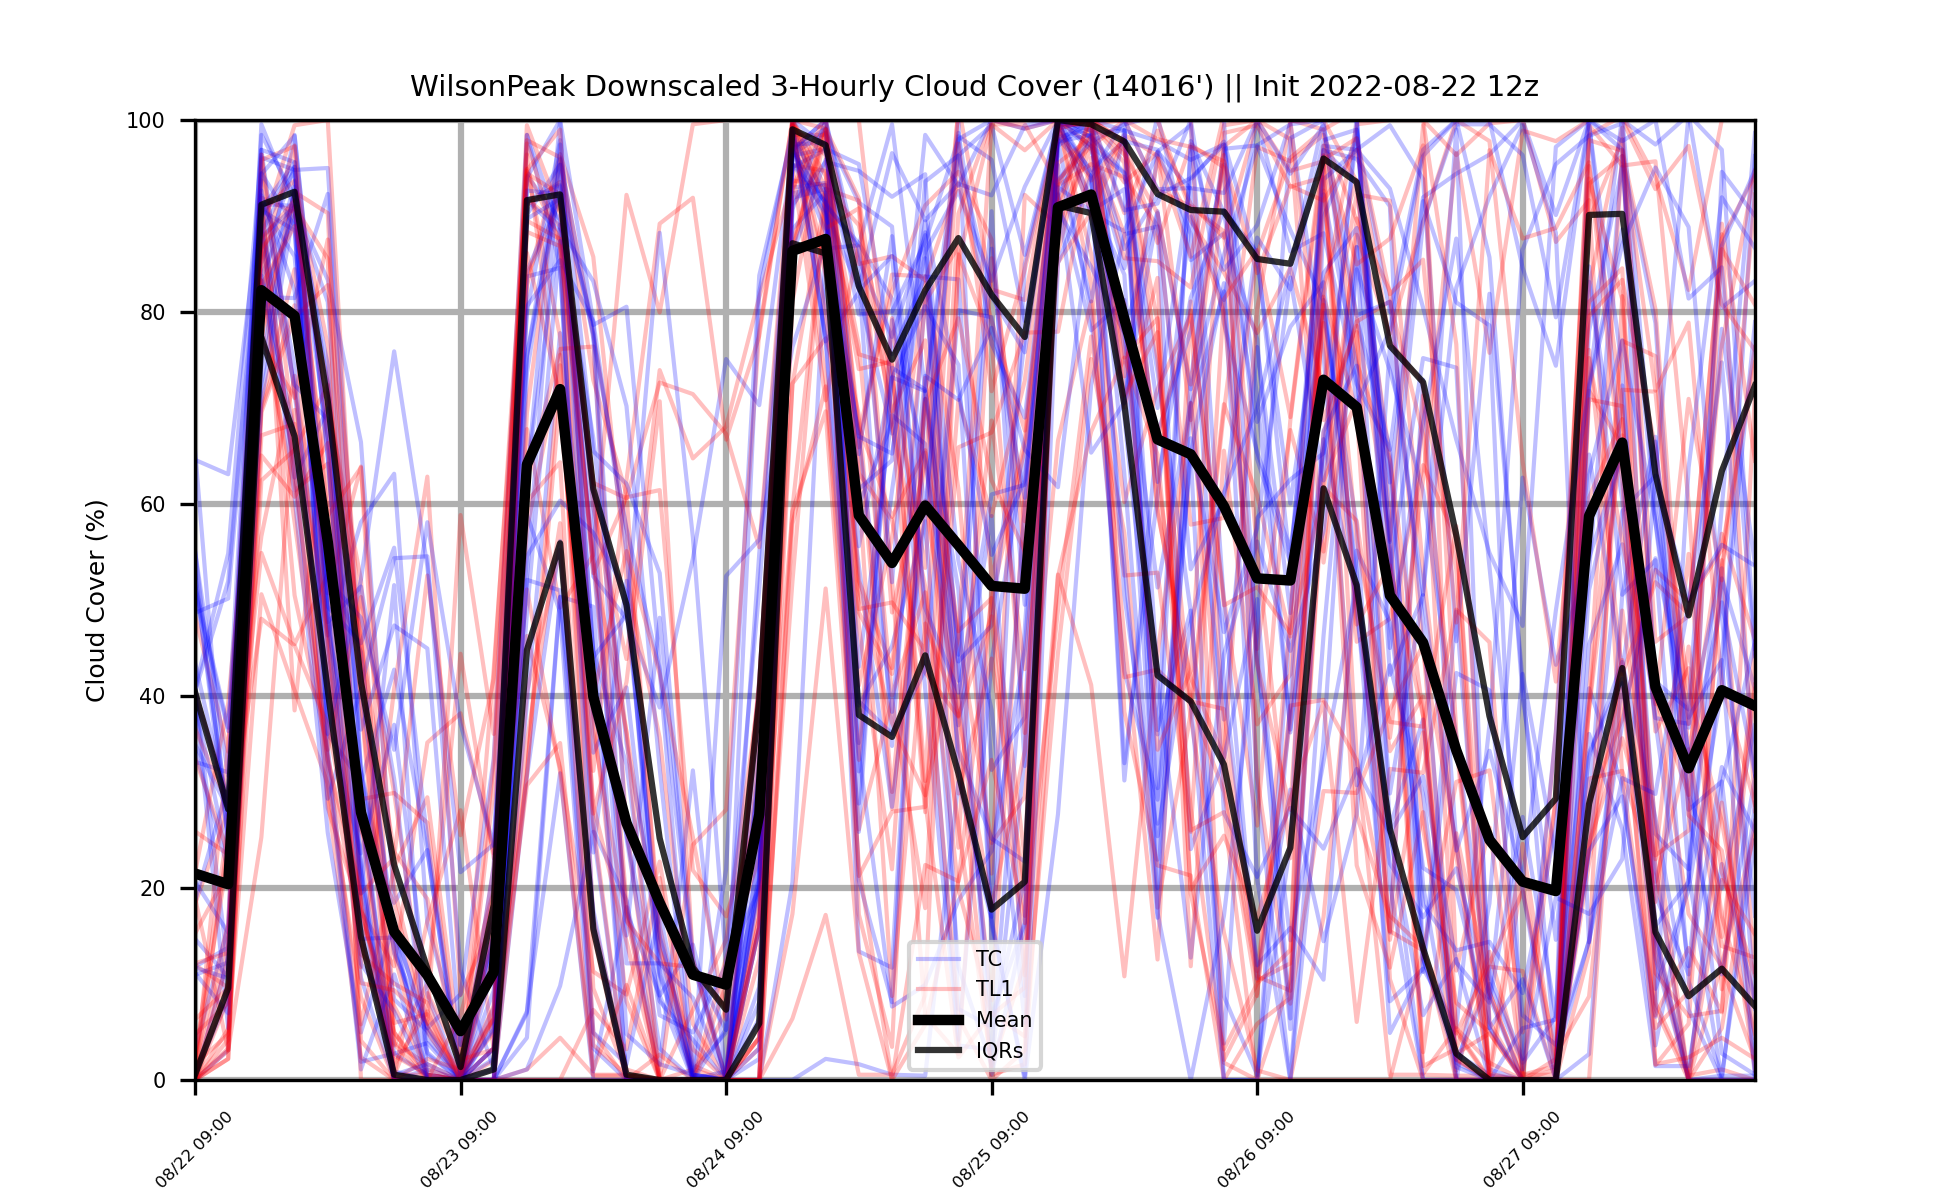 WilsonPeak Downscaled 3-Hourly Cloud Cover (14016') || Init 2022-08-22 12z
Cloud Cover (%)
100
80
60
40
20
0
TC
TL1
Mean
IQRs
08/22 09:00
08/23 09:00
08/24 09:00
08/25 09:00
08/26 09:00
08/27 09:00